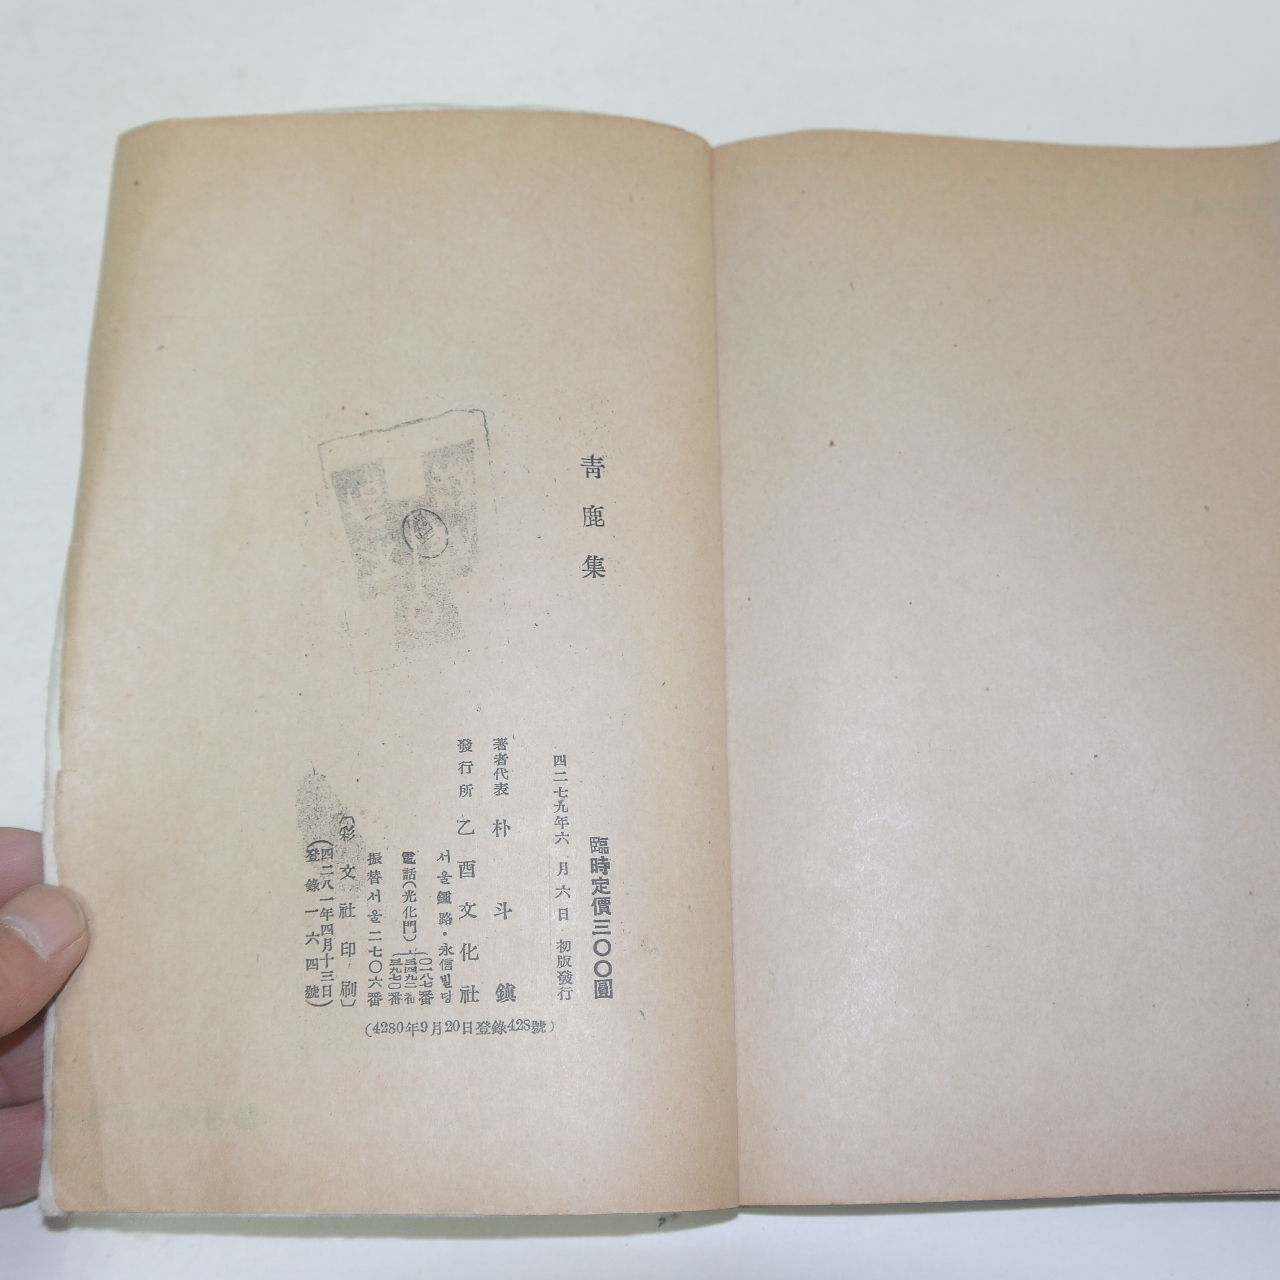 靑鹿集
臨時定價三〇〇圓
四二七九年六月六日 初版發行
著者代表 朴斗鎭
發行所 乙酉文化社
서울鍾路·永信빌딩
電話(光化門)
振替서울二七〇六番
〔彩文社印刷〕
(四二八一年四月十三日)
(登錄一六四號)
(4280年9月20日登錄428號)